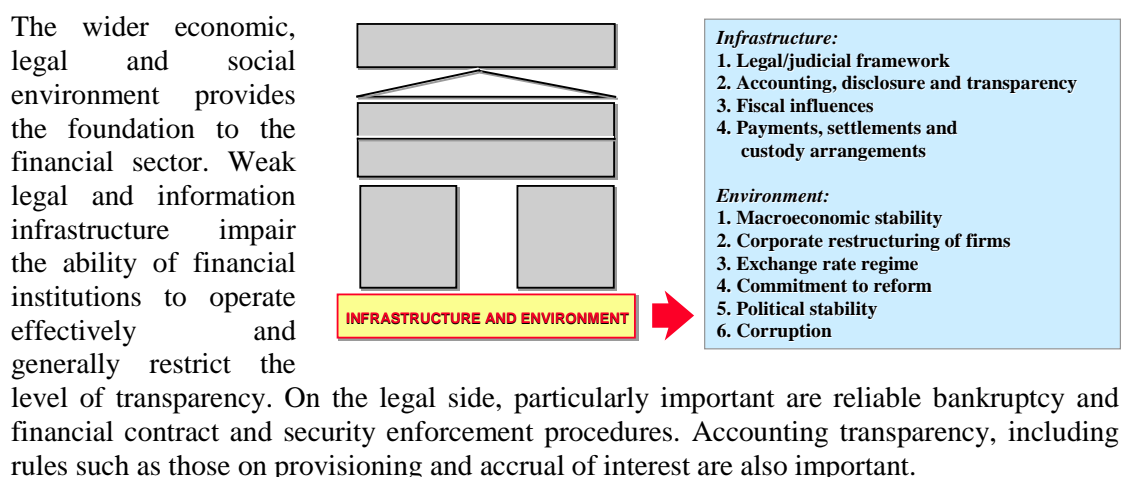 The wider economic,
legal and social
environment provides
the foundation to the
financial sector. Weak
legal and information
infrastructure impair
the ability of financial
institutions to operate
effectively and
generally restrict the
level of transparency. On the legal side, particularly important are reliable bankruptcy and
financial contract and security enforcement procedures. Accounting transparency, including
rules such as those on provisioning and accrual of interest are also important.
INFRASTRUCTURE AND ENVIRONMENT
Infrastructure:
1. Legal/judicial framework
2. Accounting, disclosure and transparency
3. Fiscal influences
4. Payments, settlements and
custody arrangements
Environment:
1. Macroeconomic stability
2. Corporate restructuring of firms
3. Exchange rate regime
4. Commitment to reform
5. Political stability
6. Corruption